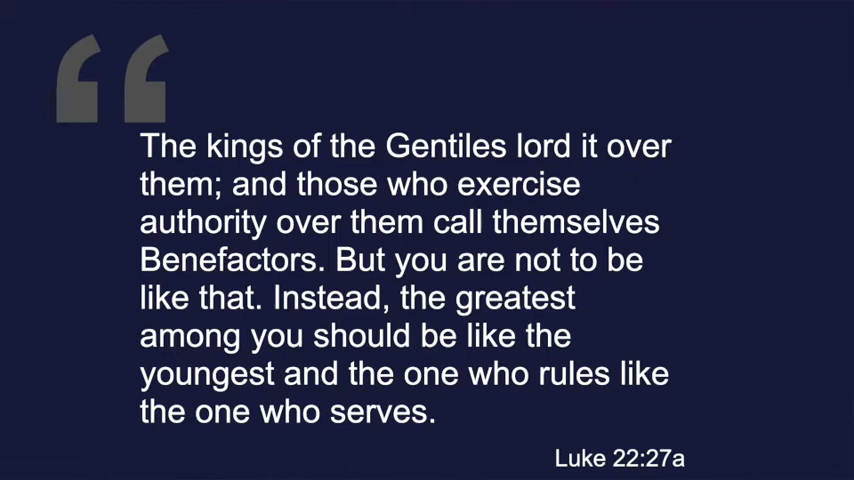 The kings of the Gentiles lord it over
them; and those who exercise
authority over them call themselves
Benefactors. But you are not to be
like that. Instead, the greatest
among you should be like the
youngest and the one who rules like
the one who serves.
Luke 22:27a